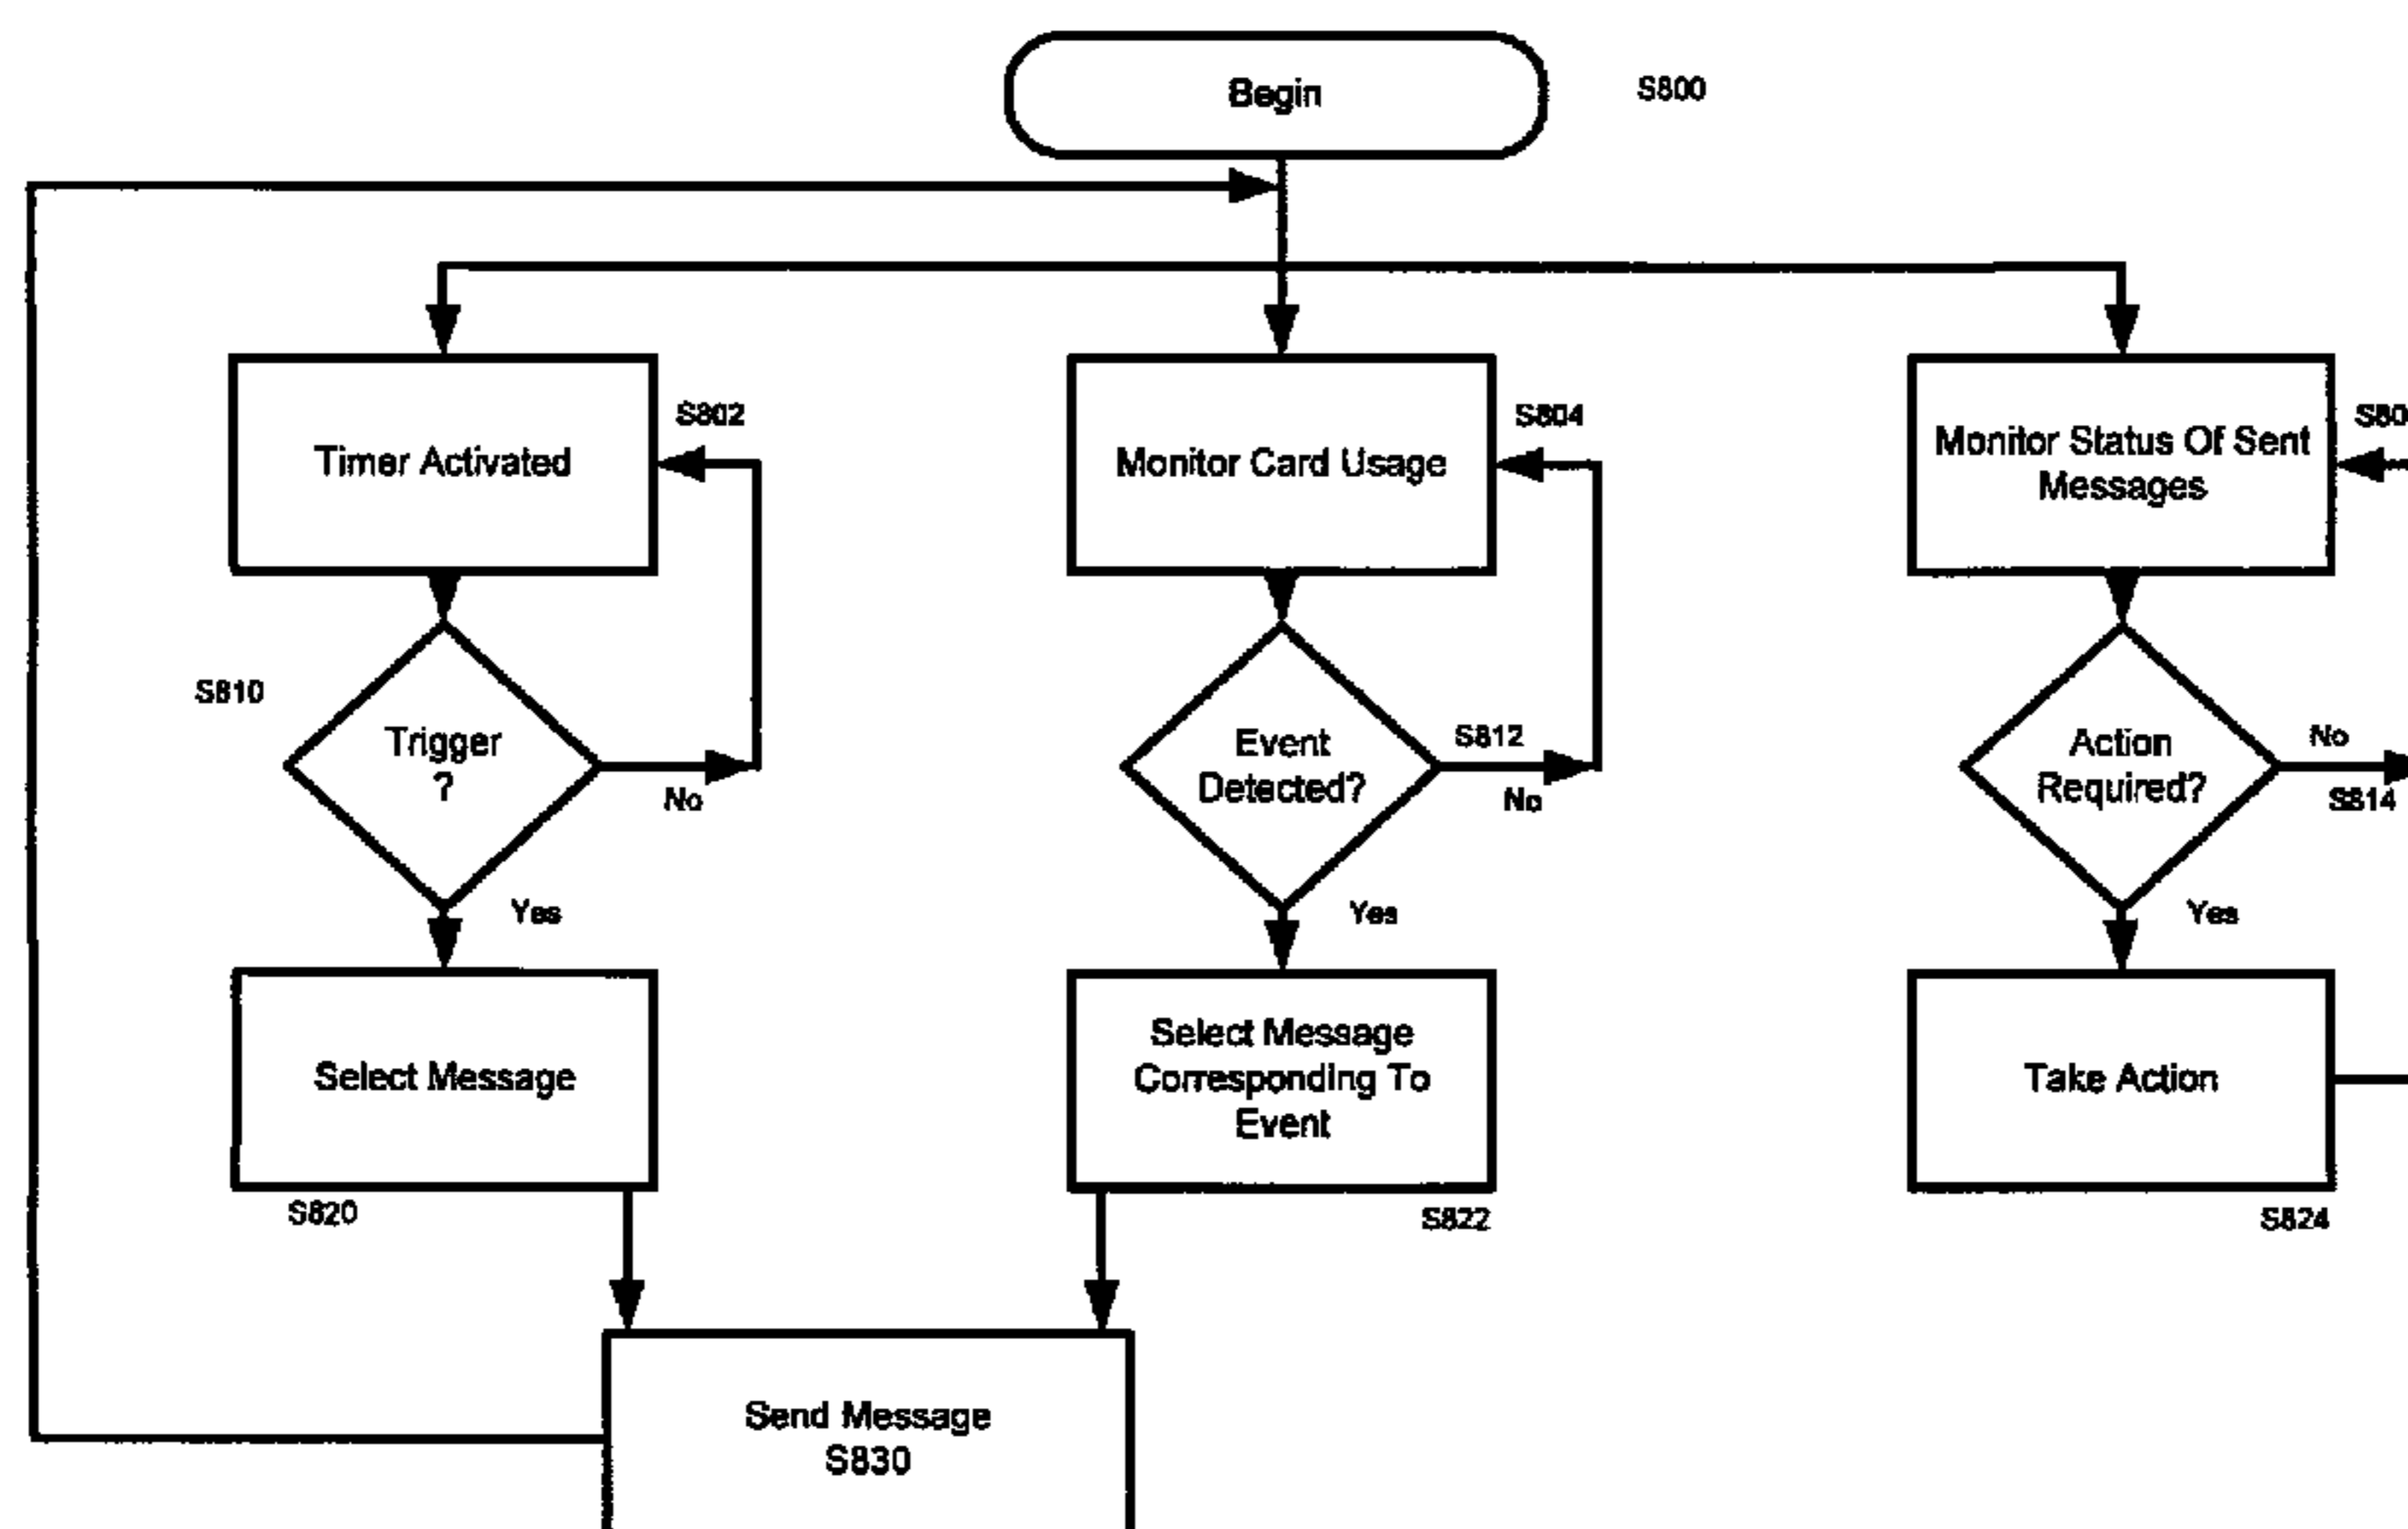 Begin
S800
Timer Activated
S802
Monitor Card Usage
S804
Monitor Status Of Sent
Messages
S810
Trigger
?
No
Event
Detected?
S812
No
Action
Required?
No
S814
Yes
Yes
Yes
Select Message
Select Message
Corresponding To
Event
Take Action
S820
S822
S824
Send Message
S830